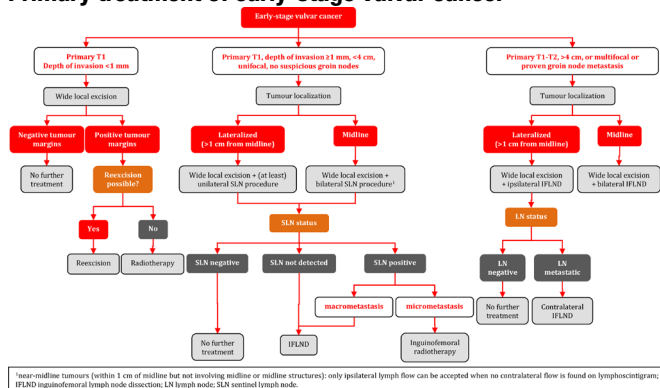 Primary treatment of early-stage vulvar cancer
Early-stage vulvar cancer
Primary T1
Depth of invasion <1 mm
Primary T1, depth of invasion ≥1 mm, <4 cm,
unifocal, no suspicious groin nodes
Primary T1-T2, >4 cm, or multifocal or
proven groin node metastasis
Wide local excision
Tumour localization
Tumour localization
Negative tumour
margins
Positive tumour
margins
Lateralized
(>1 cm from midline)
Midline
Lateralized
(>1 cm from midline)
Midline
No further
treatment
Reexcision
possible?
Wide local excision + (at least)
unilateral SLN procedure
Wide local excision +
bilateral SLN procedure¹
Wide local excision
+ ipsilateral IFLND
Wide local excision
+ bilateral IFLND
Yes
No
SLN status
LN status
Reexcision
Radiotherapy
SLN negative
SLN not detected
SLN positive
LN
negative
LN
metastatic
macrometastasis
micrometastasis
No further
treatment
Contralateral
IFLND
No further
treatment
IFLND
Inguinofemoral
radiotherapy
¹near-midline tumours (within 1 cm of midline but not involving midline or midline structures): only ipsilateral lymph flow can be accepted when no contralateral flow is found on lymphoscintigram;
IFLND inguinofemoral lymph node dissection; LN lymph node; SLN sentinel lymph node.